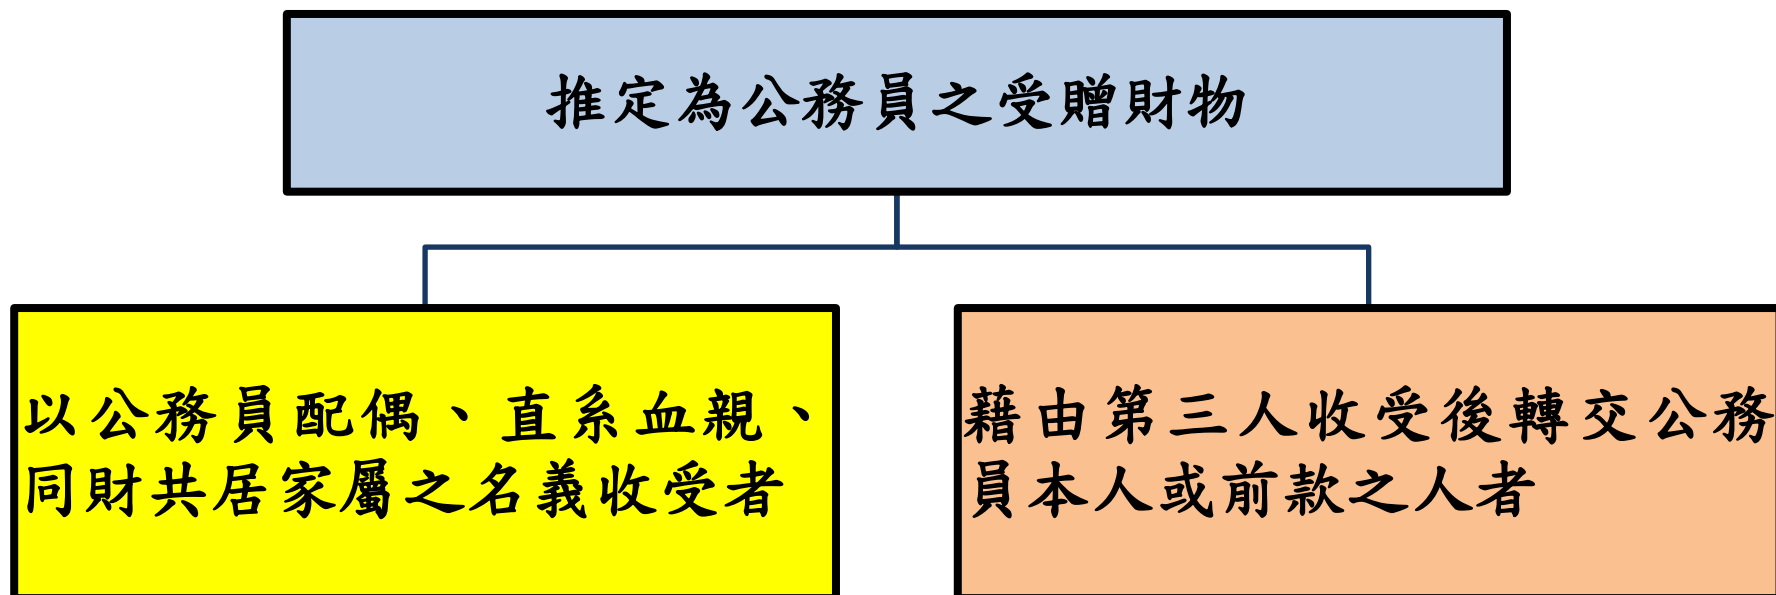 推定為公務員之受贈財物
以公務員配偶、直系血親、
同財共居家屬之名義收受者
藉由第三人收受後轉交公務
員本人或前款之人者